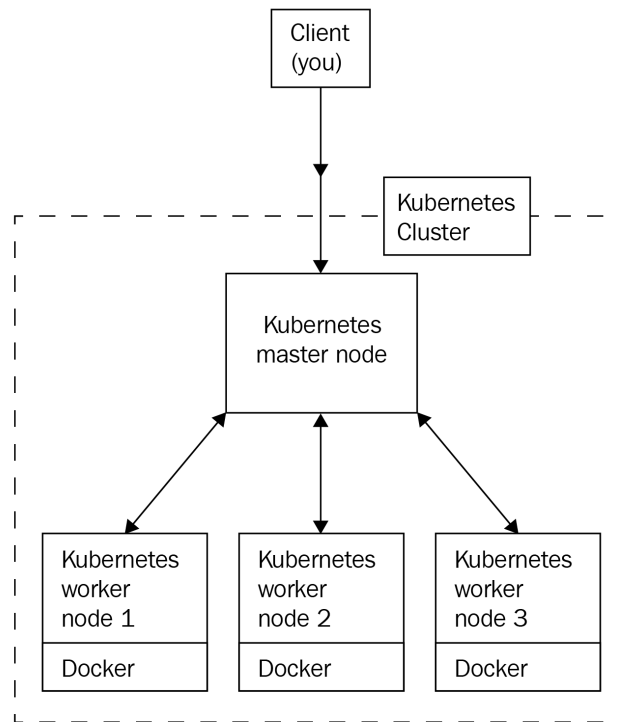 Client
(you)
Kubernetes
Cluster
Kubernetes
master node
Kubernetes
worker
node 1
Docker
Kubernetes
worker
node 2
Docker
Kubernetes
worker
node 3
Docker